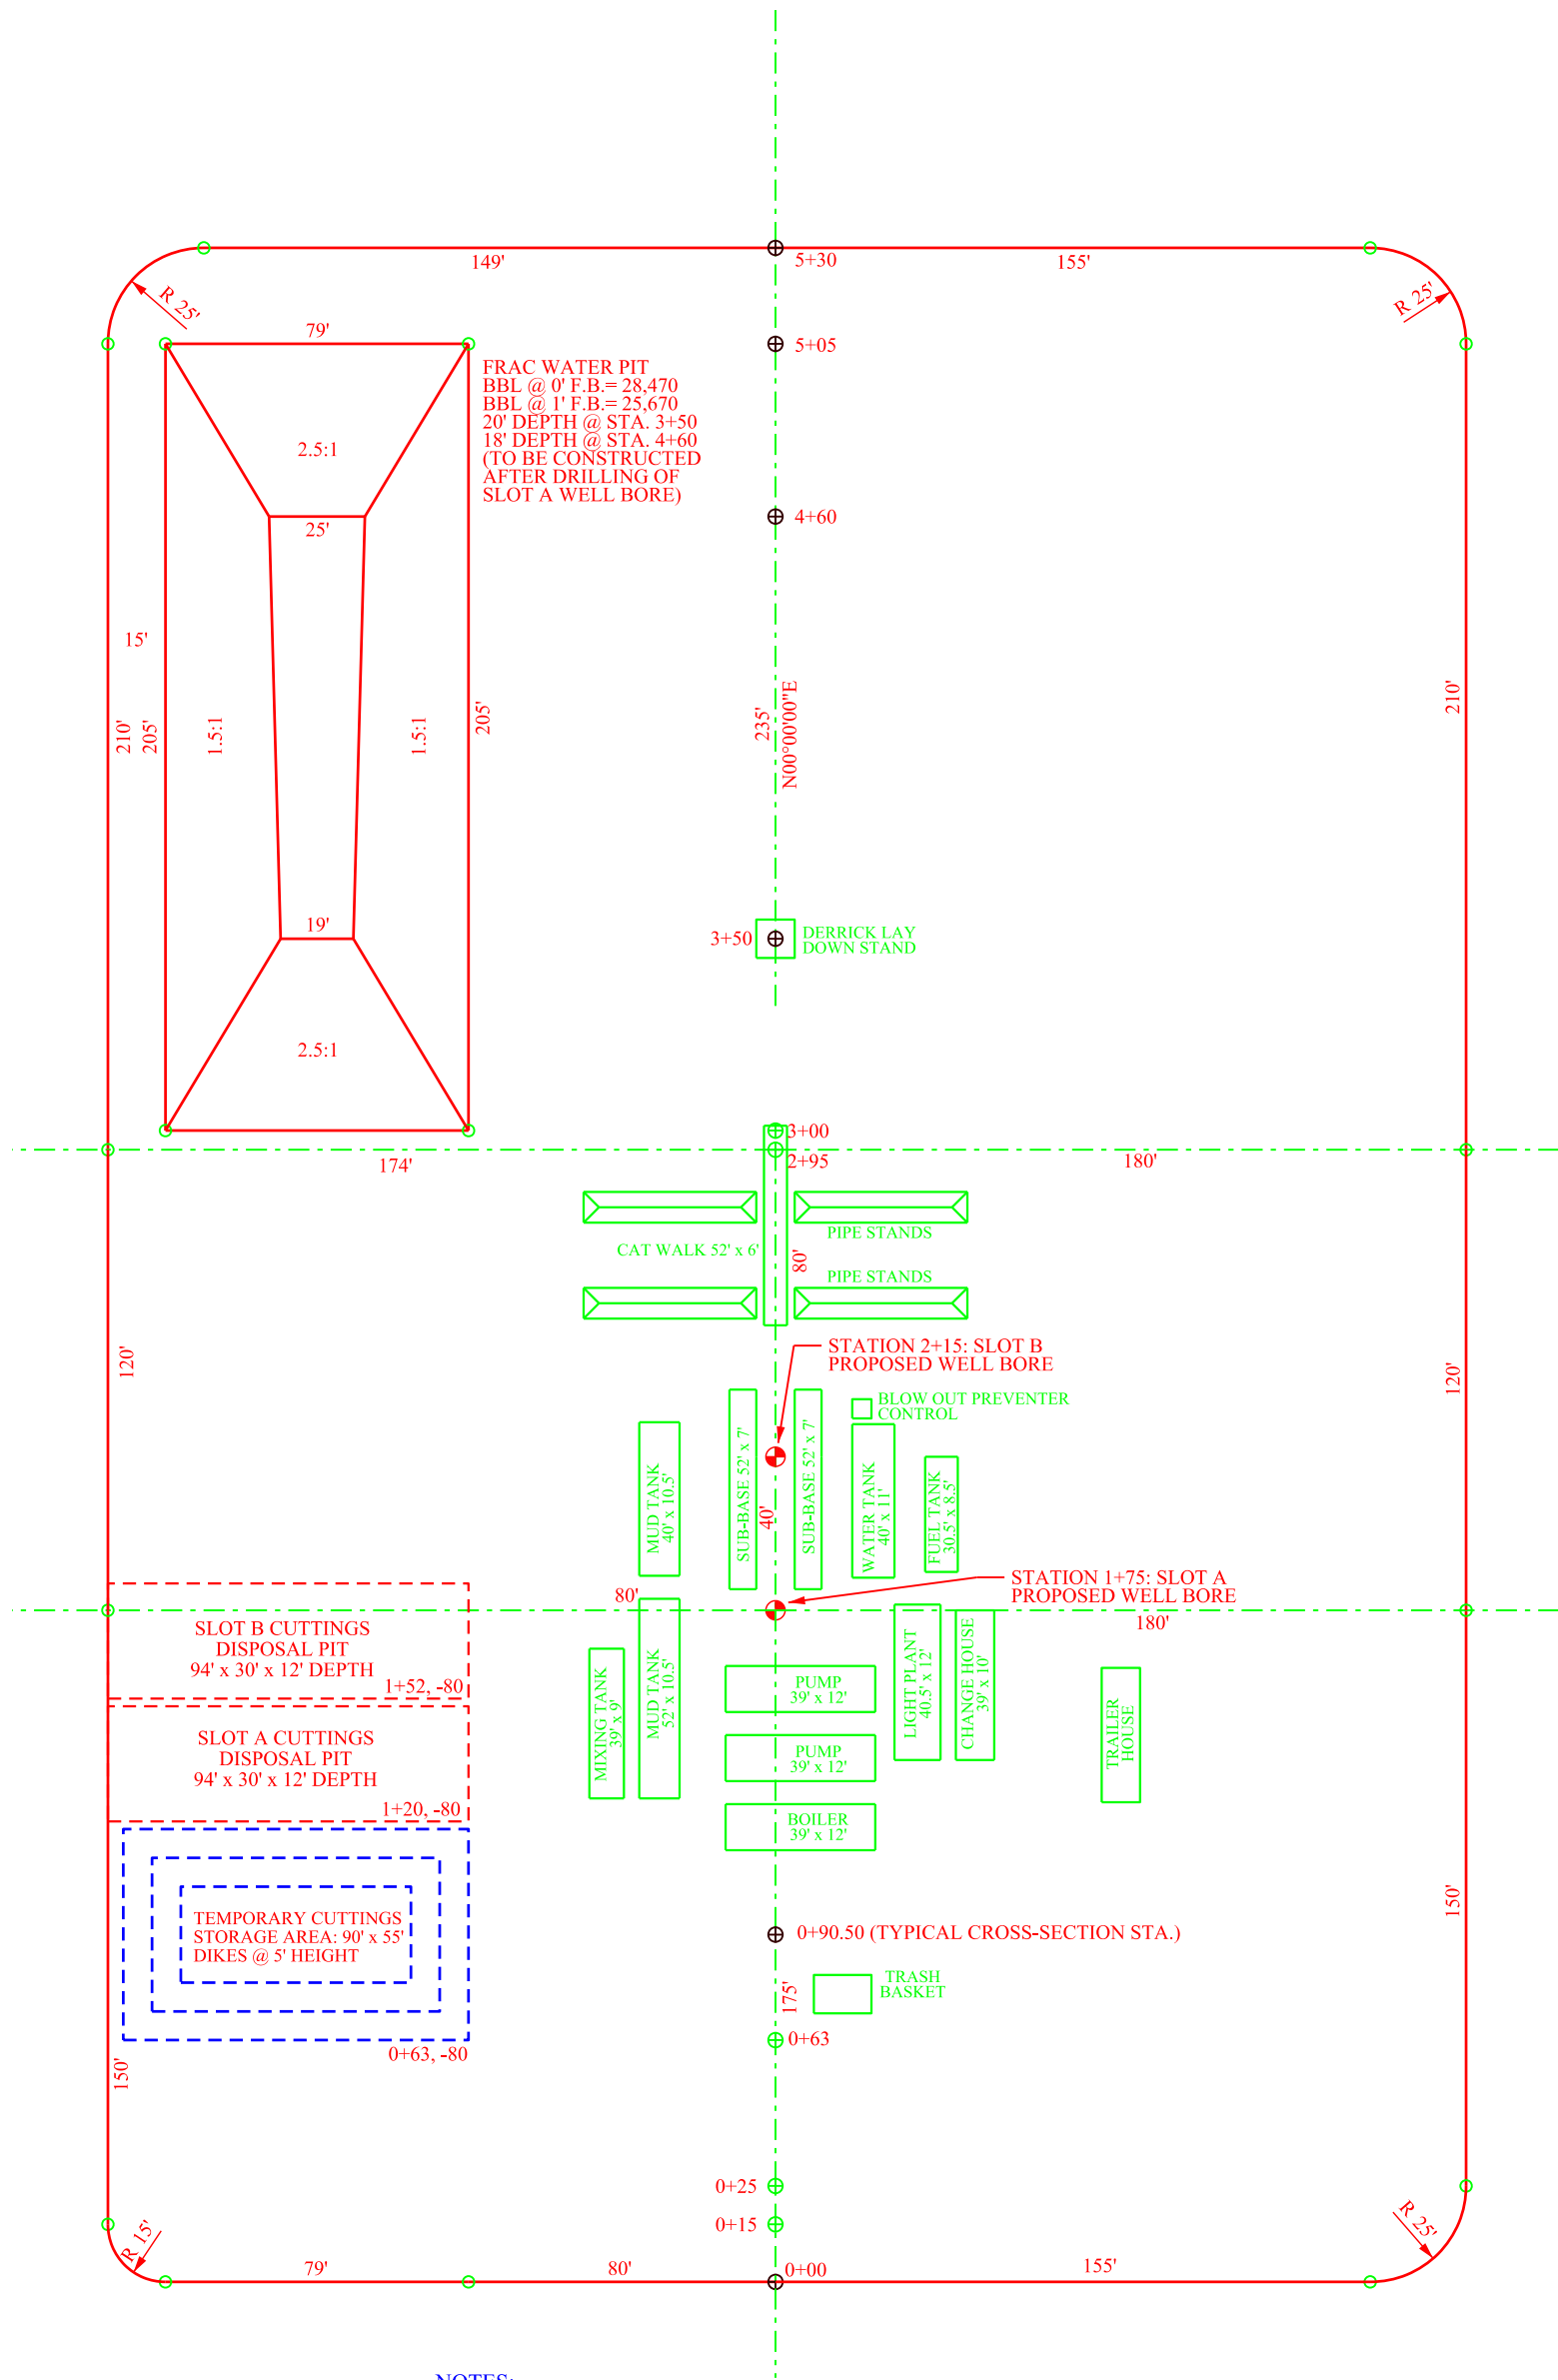 5+30
149'
155'
R 25'
R 25'
79'
5+05
FRAC WATER PIT
BBL @ 0' F.B.= 28,470
BBL @ 1' F.B.= 25,670
20' DEPTH @ STA. 3+50
18' DEPTH @ STA. 4+60
(TO BE CONSTRUCTED
AFTER DRILLING OF
SLOT A WELL BORE)
2.5:1
25'
4+60
15'
210'
205'
1.5:1
1.5:1
205'
235'
N00°00'00"E
210'
19'
3+50
DERRICK LAY
DOWN STAND
2.5:1
3+00
2+95
174'
180'
PIPE STANDS
CAT WALK 52' x 6'
80'
PIPE STANDS
STATION 2+15: SLOT B
PROPOSED WELL BORE
120'
120'
BLOW OUT PREVENTER
CONTROL
MUD TANK
40' x 10.5'
SUB-BASE 52' x 7'
40'
SUB-BASE 52' x 7'
WATER TANK
40' x 11'
FUEL TANK
30.5' x 8.5'
STATION 1+75: SLOT A
PROPOSED WELL BORE
80'
180'
SLOT B CUTTINGS
DISPOSAL PIT
94' x 30' x 12' DEPTH
1+52, -80
MIXING TANK
39' x 9'
MUD TANK
52' x 10.5'
PUMP
39' x 12'
LIGHT PLANT
40.5' x 12'
CHANGE HOUSE
39' x 10'
TRAILER
HOUSE
SLOT A CUTTINGS
DISPOSAL PIT
94' x 30' x 12' DEPTH
1+20, -80
PUMP
39' x 12'
BOILER
39' x 12'
150'
TEMPORARY CUTTINGS
STORAGE AREA: 90' x 55'
DIKES @ 5' HEIGHT
0+90.50 (TYPICAL CROSS-SECTION STA.)
175'
TRASH
BASKET
0+63
0+63, -80
150'
0+25
0+15
R 15'
R 25'
79'
80'
0+00
155'
NOTES: